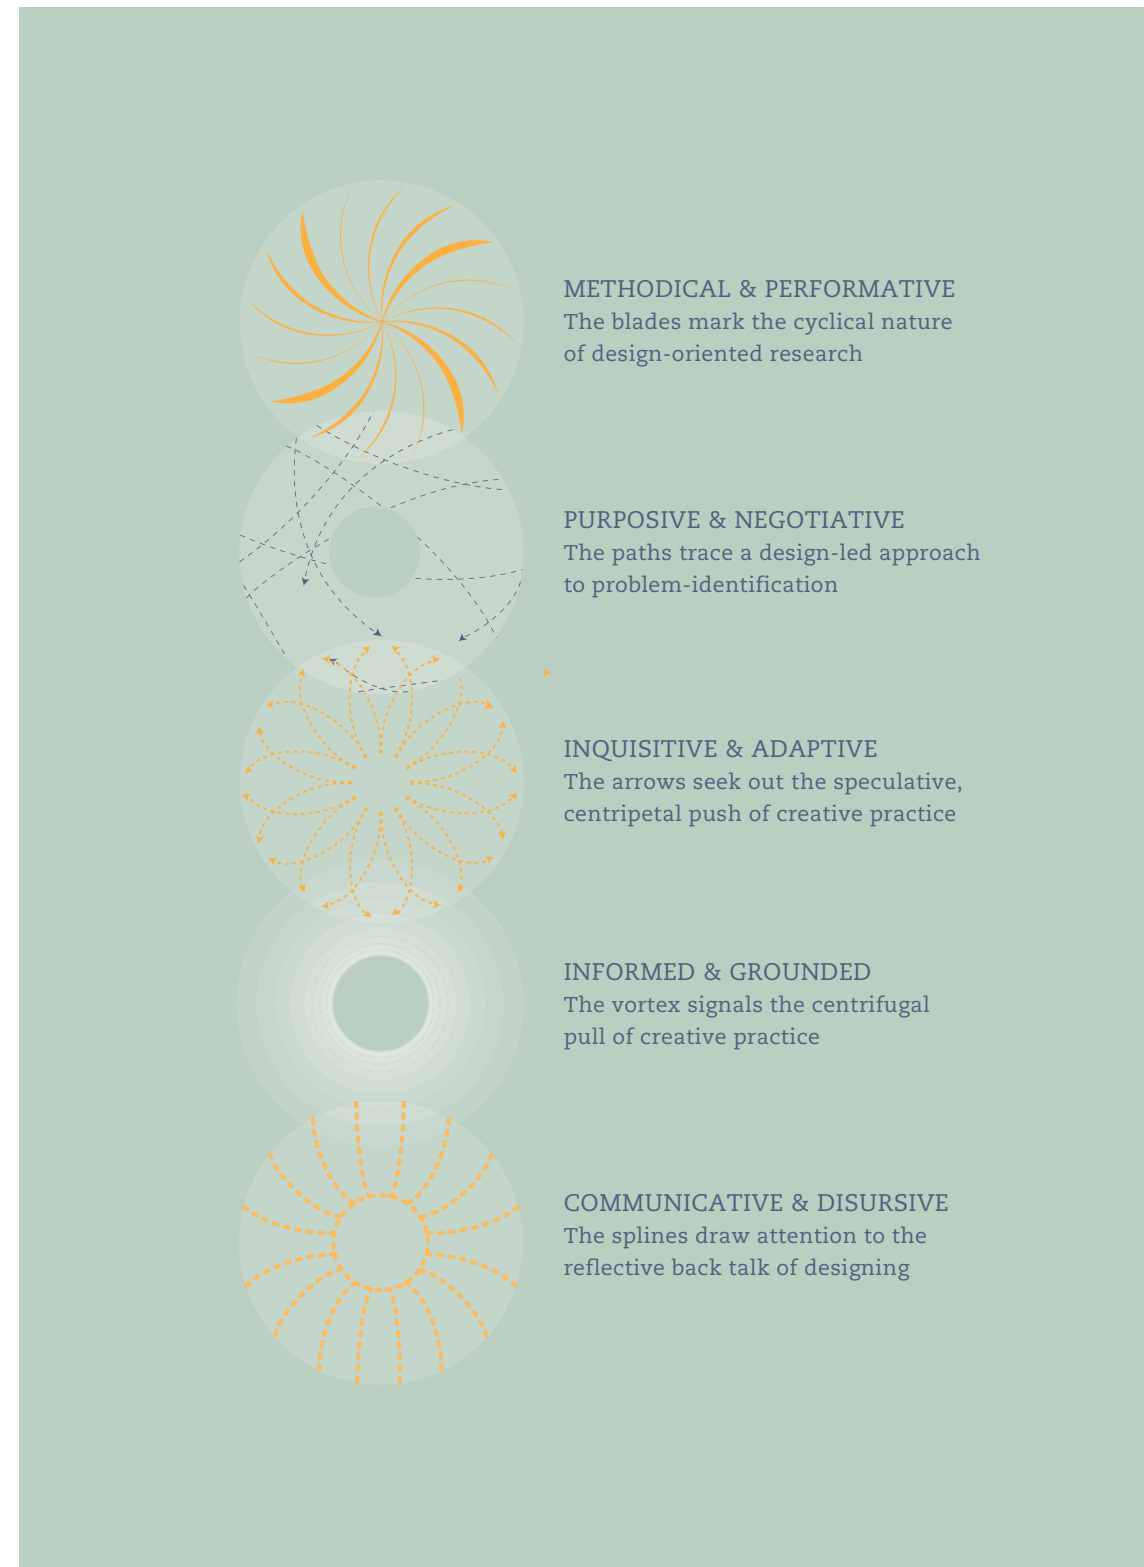 METHODICAL & PERFORMATIVE
The blades mark the cyclical nature
of design-oriented research
PURPOSIVE & NEGOTIATIVE
The paths trace a design-led approach
to problem-identification
INQUISITIVE & ADAPTIVE
The arrows seek out the speculative,
centripetal push of creative practice
INFORMED & GROUNDED
The vortex signals the centrifugal
pull of creative practice
COMMUNICATIVE & DISURSIVE
The splines draw attention to the
reflective back talk of designing